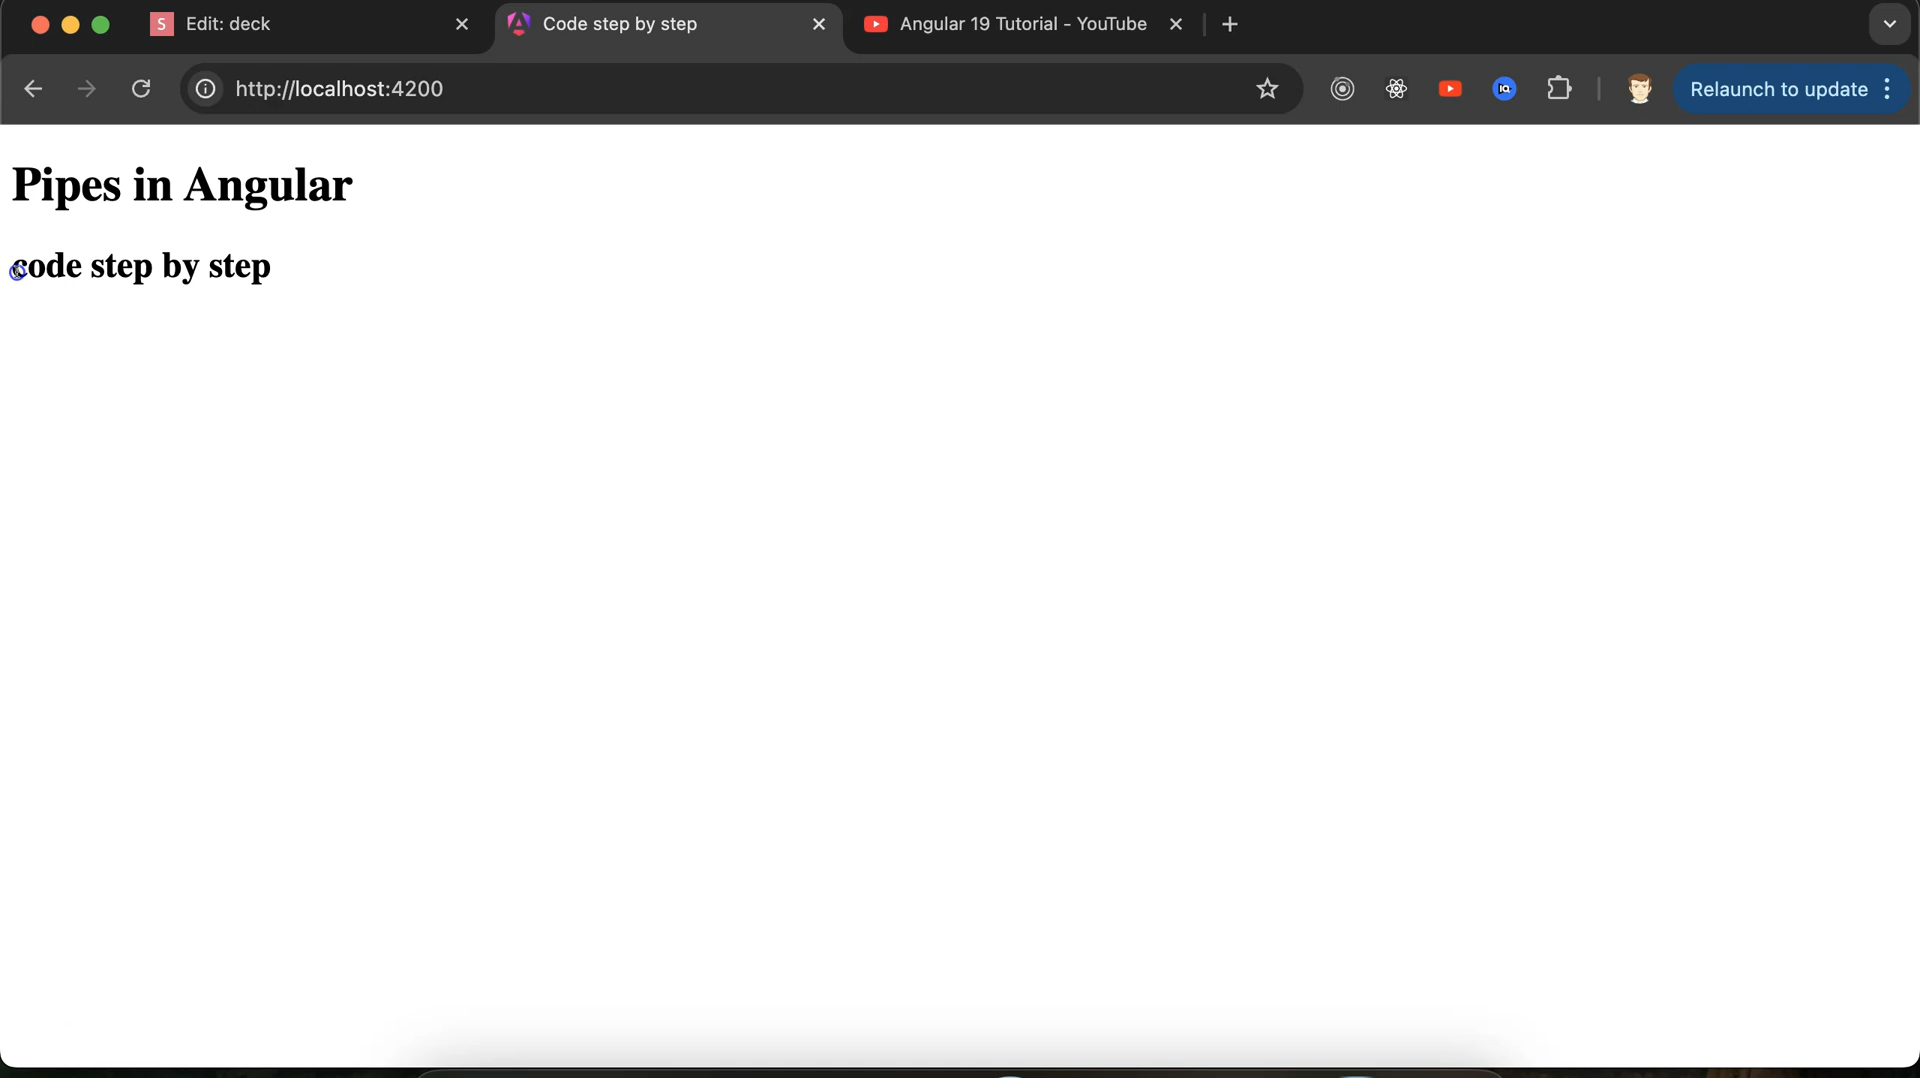 S Edit: deck
Code step by step
Angular 19 Tutorial - YouTube
http://localhost:4200
IQ
Relaunch to update
Pipes in Angular
code step by step